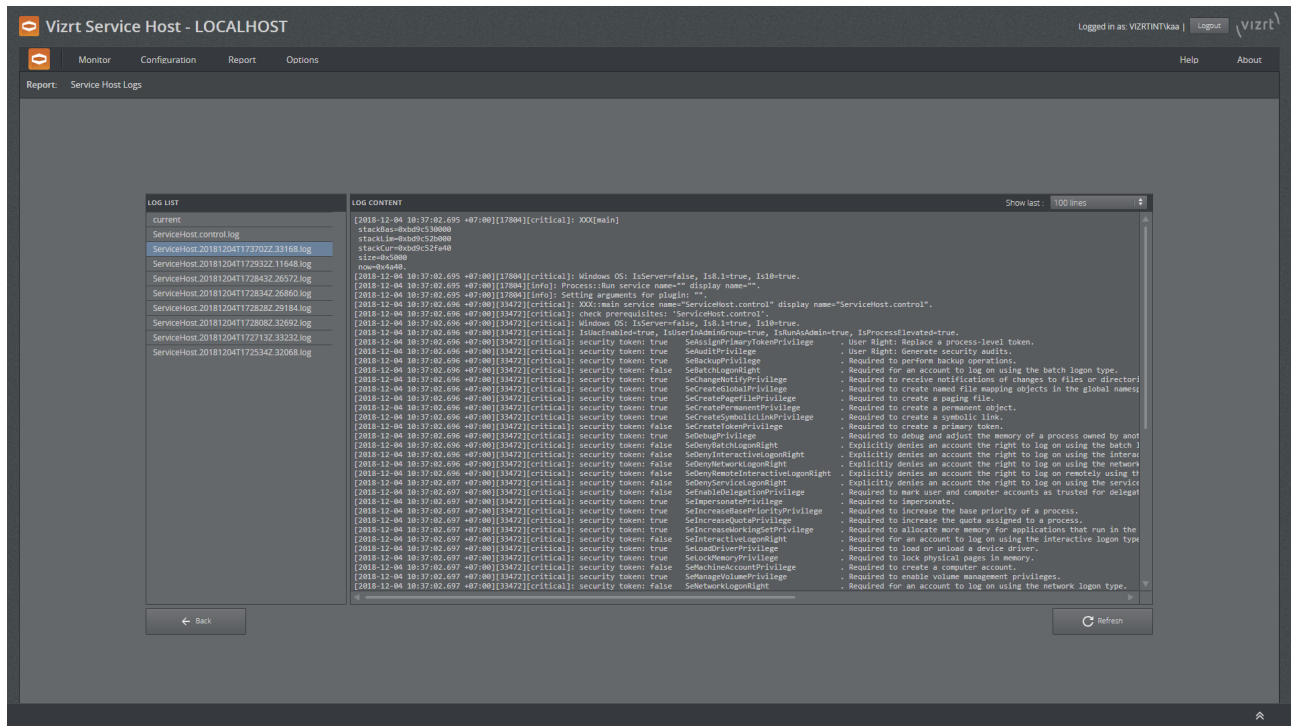 Vizrt Service Host - LOCALHOST
Logged in as: VIZRTINT\kaa |
Logout
vizrt
Monitor
Configuration
Report
Options
Help
About
Report:
Service Host Logs
LOG LIST
current
ServiceHost.control.log
ServiceHost.20181204T173702Z.33168.log
ServiceHost.20181204T172932Z.11648.log
ServiceHost.20181204T172843Z.26572.log
ServiceHost.20181204T172834Z.26860.log
ServiceHost.20181204T172828Z.29184.log
ServiceHost.20181204T172808Z.32692.log
ServiceHost.20181204T172713Z.33232.log
ServiceHost.20181204T172534Z.32068.log
LOG CONTENT
Show last :
100 lines
[2018-12-04 10:37:02.695 +07:00][17804][critical]: XXX[main]
stackBas=0xbd9c530000
stackLim=0xbd9c52b000
stackCur=0xbd9c52fa40
size=0x5000
now=0x4a40.
[2018-12-04 10:37:02.695 +07:00][17804][critical]: Windows OS: IsServer=false, Is8.1=true, Is10=true.
[2018-12-04 10:37:02.695 +07:00][17804][info]: Process::Run service name="" display name="".
[2018-12-04 10:37:02.695 +07:00][17804][info]: Setting arguments for plugin: "".
[2018-12-04 10:37:02.696 +07:00][33472][critical]: XXX::main service name="ServiceHost.control" display name="ServiceHost.control".
[2018-12-04 10:37:02.696 +07:00][33472][critical]: check prerequisites: 'ServiceHost.control'.
[2018-12-04 10:37:02.696 +07:00][33472][critical]: Windows OS: IsServer=false, Is8.1=true, Is10=true.
[2018-12-04 10:37:02.696 +07:00][33472][critical]: IsUacEnabled=true, IsUserInAdminGroup=true, IsRunAsAdmin=true, IsProcessElevated=true.
[2018-12-04 10:37:02.696 +07:00][33472][critical]: security token: true SeAssignPrimaryTokenPrivilege . User Right: Replace a process-level token.
[2018-12-04 10:37:02.696 +07:00][33472][critical]: security token: true SeAuditPrivilege . User Right: Generate security audits.
[2018-12-04 10:37:02.696 +07:00][33472][critical]: security token: true SeBackupPrivilege . Required to perform backup operations.
[2018-12-04 10:37:02.696 +07:00][33472][critical]: security token: false SeBatchLogonRight . Required for an account to log on using the batch logon type.
[2018-12-04 10:37:02.696 +07:00][33472][critical]: security token: true SeChangeNotifyPrivilege . Required to receive notifications of changes to files or directori
[2018-12-04 10:37:02.696 +07:00][33472][critical]: security token: true SeCreateGlobalPrivilege . Required to create named file mapping objects in the global namesp
[2018-12-04 10:37:02.696 +07:00][33472][critical]: security token: true SeCreatePagefilePrivilege . Required to create a paging file.
[2018-12-04 10:37:02.696 +07:00][33472][critical]: security token: true SeCreatePermanentPrivilege . Required to create a permanent object.
[2018-12-04 10:37:02.696 +07:00][33472][critical]: security token: true SeCreateSymbolicLinkPrivilege . Required to create a symbolic link.
[2018-12-04 10:37:02.696 +07:00][33472][critical]: security token: false SeCreateTokenPrivilege . Required to create a primary token.
[2018-12-04 10:37:02.696 +07:00][33472][critical]: security token: true SeDebugPrivilege . Required to debug and adjust the memory of a process owned by anot
[2018-12-04 10:37:02.696 +07:00][33472][critical]: security token: false SeDenyBatchLogonRight . Explicitly denies an account the right to log on using the batch l
[2018-12-04 10:37:02.696 +07:00][33472][critical]: security token: false SeDenyInteractiveLogonRight . Explicitly denies an account the right to log on using the interac
[2018-12-04 10:37:02.696 +07:00][33472][critical]: security token: false SeDenyNetworkLogonRight . Explicitly denies an account the right to log on using the network
[2018-12-04 10:37:02.696 +07:00][33472][critical]: security token: false SeDenyRemoteInteractiveLogonRight . Explicitly denies an account the right to log on remotely using th
[2018-12-04 10:37:02.697 +07:00][33472][critical]: security token: false SeDenyServiceLogonRight . Explicitly denies an account the right to log on using the service
[2018-12-04 10:37:02.697 +07:00][33472][critical]: security token: false SeEnableDelegationPrivilege . Required to mark user and computer accounts as trusted for delegat
[2018-12-04 10:37:02.697 +07:00][33472][critical]: security token: true SeImpersonatePrivilege . Required to impersonate.
[2018-12-04 10:37:02.697 +07:00][33472][critical]: security token: true SeIncreaseBasePriorityPrivilege . Required to increase the base priority of a process.
[2018-12-04 10:37:02.697 +07:00][33472][critical]: security token: true SeIncreaseQuotaPrivilege . Required to increase the quota assigned to a process.
[2018-12-04 10:37:02.697 +07:00][33472][critical]: security token: true SeIncreaseWorkingSetPrivilege . Required to allocate more memory for applications that run in the
[2018-12-04 10:37:02.697 +07:00][33472][critical]: security token: false SeInteractiveLogonRight . Required for an account to log on using the interactive logon type
[2018-12-04 10:37:02.697 +07:00][33472][critical]: security token: true SeLoadDriverPrivilege . Required to load or unload a device driver.
[2018-12-04 10:37:02.697 +07:00][33472][critical]: security token: true SeLockMemoryPrivilege . Required to lock physical pages in memory.
[2018-12-04 10:37:02.697 +07:00][33472][critical]: security token: false SeMachineAccountPrivilege . Required to create a computer account.
[2018-12-04 10:37:02.697 +07:00][33472][critical]: security token: true SeManageVolumePrivilege . Required to enable volume management privileges.
[2018-12-04 10:37:02.697 +07:00][33472][critical]: security token: false SeNetworkLogonRight . Required for an account to log on using the network logon type.
Back
Refresh